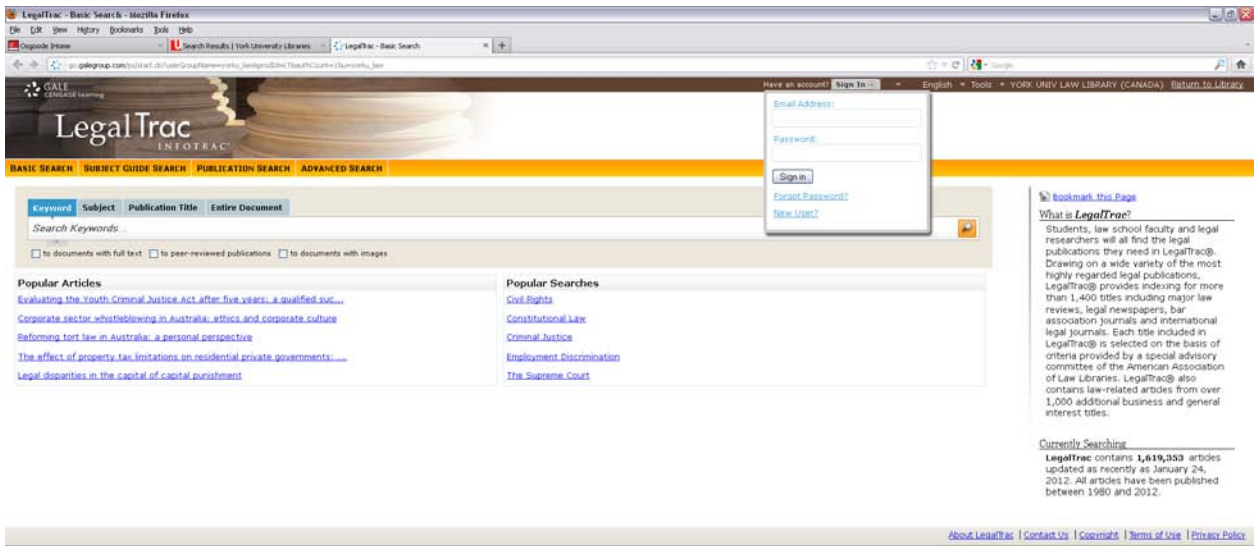 LegalTrac - Basic Search - Mozilla Firefox
File Edit View History Bookmarks Tools Help
Osgoode Home
Search Results | York University Libraries
LegalTrac - Basic Search
Google
GALE
CENGAGE Learning
Have an account? Sign In
English Tools YORK UNIV LAW LIBRARY (CANADA) Return to Library
LegalTrac
INFOTRAC
Email Address:
Password:
Sign in
Forgot Password?
New User?
BASIC SEARCH SUBJECT GUIDE SEARCH PUBLICATION SEARCH ADVANCED SEARCH
Keyword Subject Publication Title Entire Document
Search Keywords...
to documents with full text to peer-reviewed publications to documents with images
Popular Articles
Evaluating the Youth Criminal Justice Act after five years: a qualified suc...
Corporate sector whistleblowing in Australia: ethics and corporate culture
Reforming tort law in Australia: a personal perspective
The effect of property tax limitations on residential private governments: ...
Legal disparities in the capital of capital punishment
Popular Searches
Civil Rights
Constitutional Law
Criminal Justice
Employment Discrimination
The Supreme Court
Bookmark this Page
What is LegalTrac?
Students, law school faculty and legal
researchers will all find the legal
publications they need in LegalTrac®.
Drawing on a wide variety of the most
highly regarded legal publications,
LegalTrac® provides indexing for more
than 1,400 titles including major law
reviews, legal newspapers, bar
association journals and international
legal journals. Each title included in
LegalTrac® is selected on the basis of
criteria provided by a special advisory
committee of the American Association
of Law Libraries. LegalTrac® also
contains law-related articles from over
1,000 additional business and general
interest titles.
Currently Searching
LegalTrac contains 1,619,353 articles
updated as recently as January 24,
2012. All articles have been published
between 1980 and 2012.
About LegalTrac | Contact Us | Copyright | Terms of Use | Privacy Policy